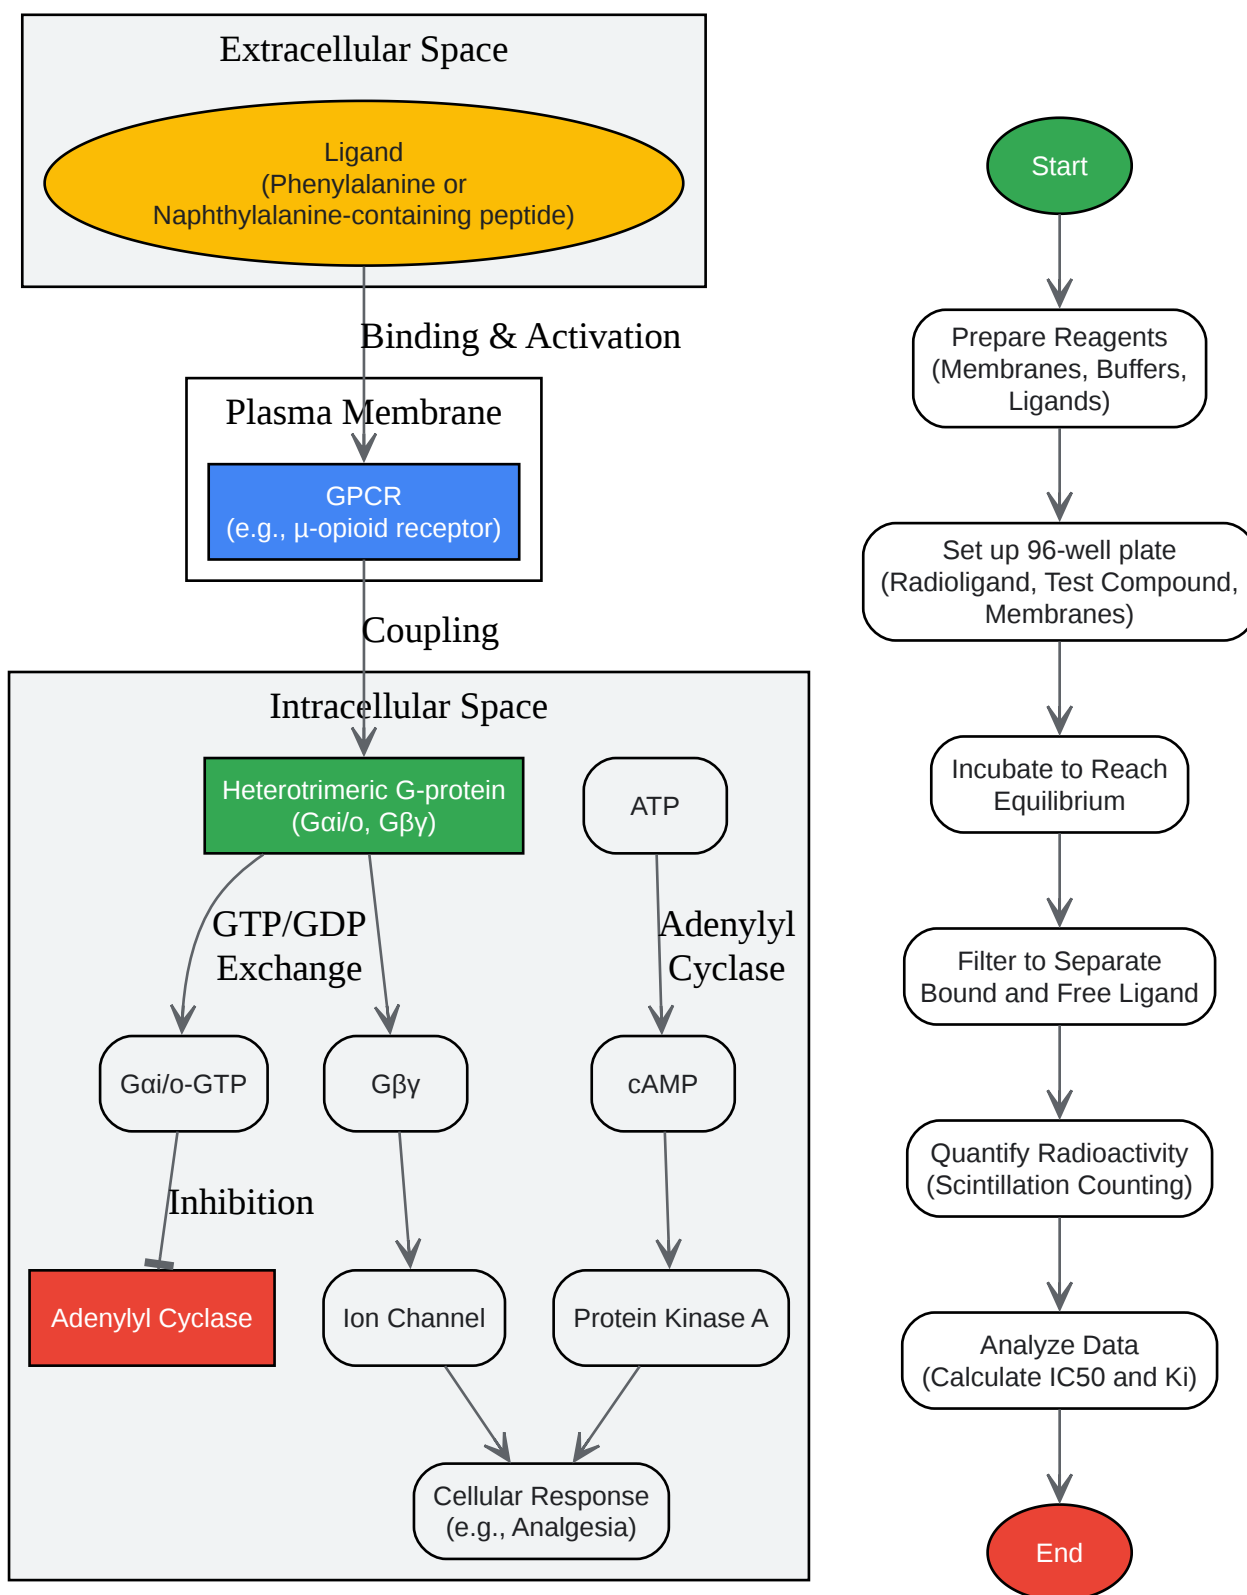 Extracellular Space
Ligand
(Phenylalanine or
Naphthylalanine-containing peptide)
Binding & Activation
Plasma Membrane
GPCR
(e.g., µ-opioid receptor)
Coupling
Intracellular Space
Heterotrimeric G-protein
(Gαi/o, Gβγ)
ATP
GTP/GDP
Exchange
Adenylyl
Cyclase
Gαi/o-GTP
Gβγ
cAMP
Inhibition
Adenylyl Cyclase
Ion Channel
Protein Kinase A
Cellular Response
(e.g., Analgesia)
Start
Prepare Reagents
(Membranes, Buffers,
Ligands)
Set up 96-well plate
(Radioligand, Test Compound,
Membranes)
Incubate to Reach
Equilibrium
Filter to Separate
Bound and Free Ligand
Quantify Radioactivity
(Scintillation Counting)
Analyze Data
(Calculate IC50 and Ki)
End